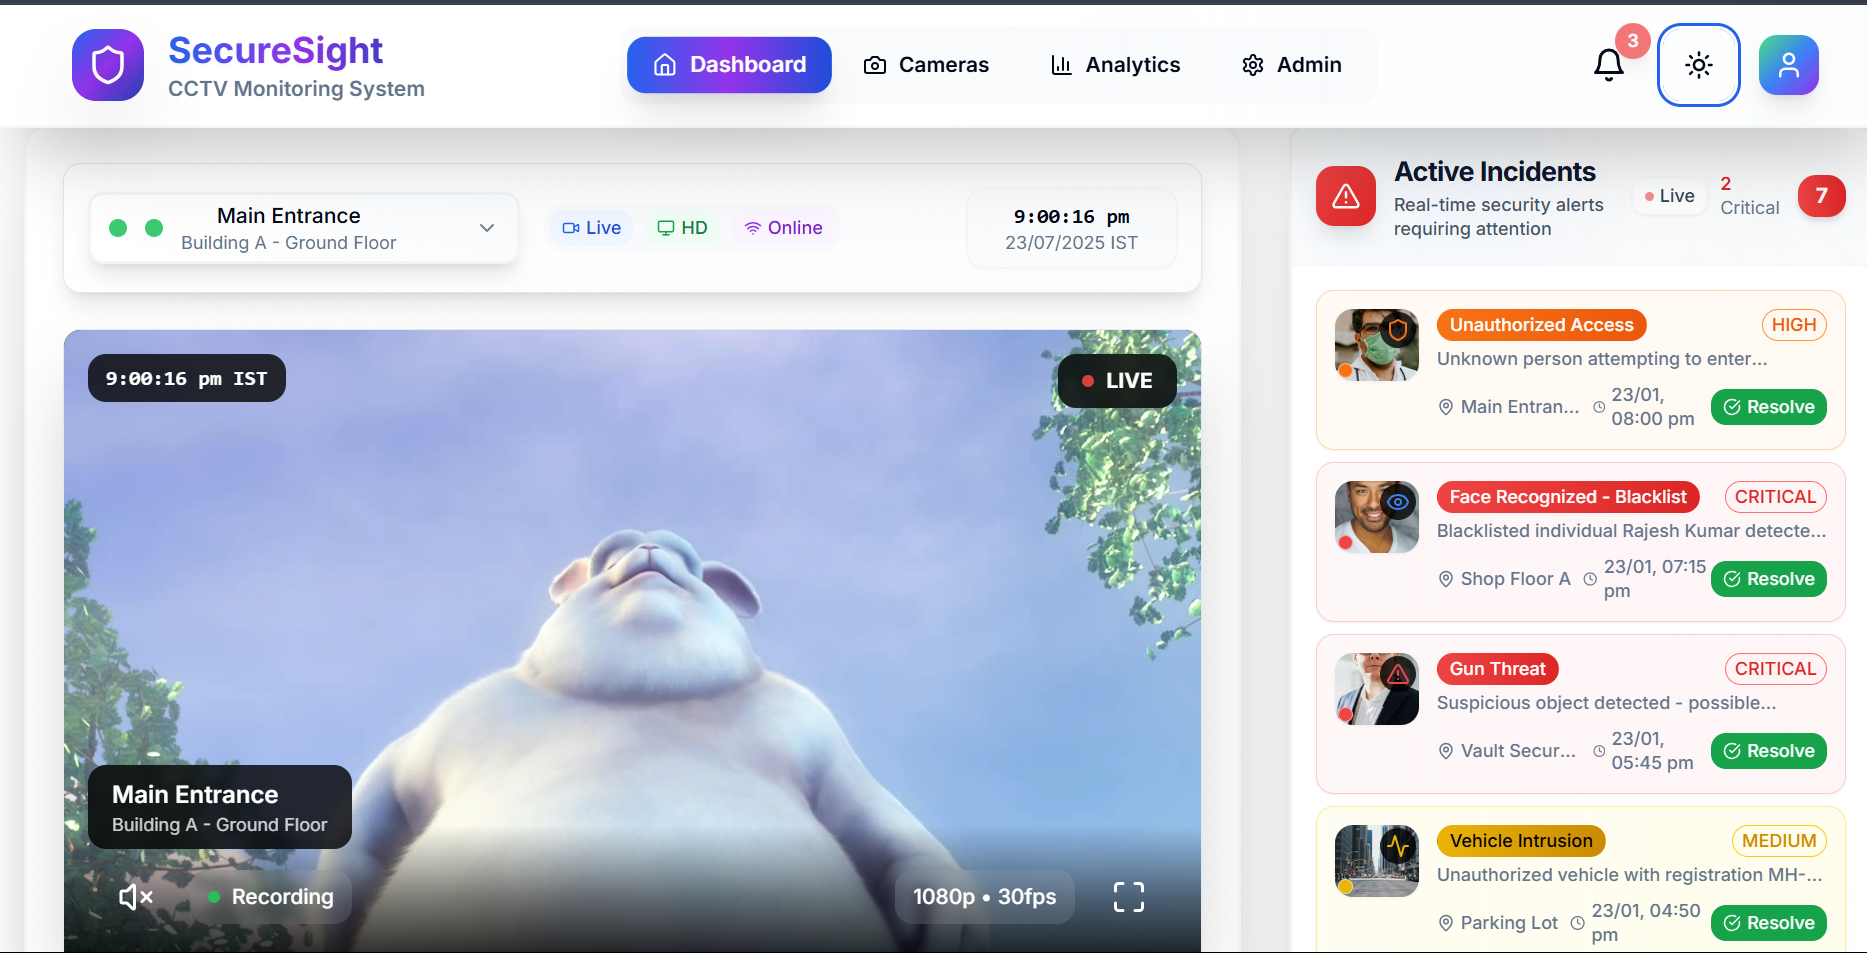 SecureSight
CCTV Monitoring System
Dashboard
Cameras
Analytics
Admin
3
Main Entrance
Building A - Ground Floor
Live
HD
Online
9:00:16 pm
23/07/2025 IST
9:00:16 pm IST
LIVE
Main Entrance
Building A - Ground Floor
Recording
1080p • 30fps
Active Incidents
Real-time security alerts
requiring attention
Live
2
Critical
7
Unauthorized Access
HIGH
Unknown person attempting to enter...
Main Entran...
23/01,
08:00 pm
Resolve
Face Recognized - Blacklist
CRITICAL
Blacklisted individual Rajesh Kumar detecte...
Shop Floor A
23/01, 07:15
pm
Resolve
Gun Threat
CRITICAL
Suspicious object detected - possible...
Vault Secur...
23/01,
05:45 pm
Resolve
Vehicle Intrusion
MEDIUM
Unauthorized vehicle with registration MH-...
Parking Lot
23/01, 04:50
pm
Resolve